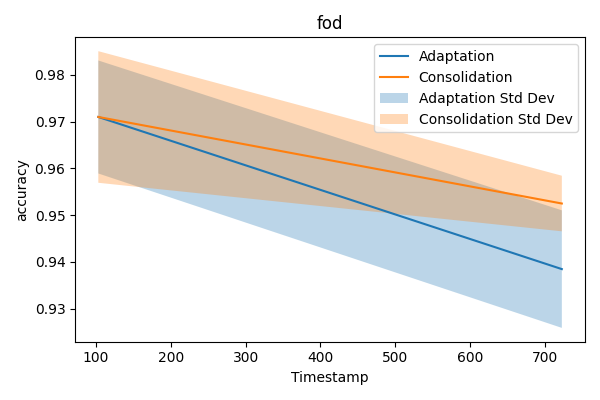 fod
Adaptation
Consolidation
Adaptation Std Dev
Consolidation Std Dev
accuracy
0.98
0.97
0.96
0.95
0.94
0.93
100 200 300 400 500 600 700
Timestamp